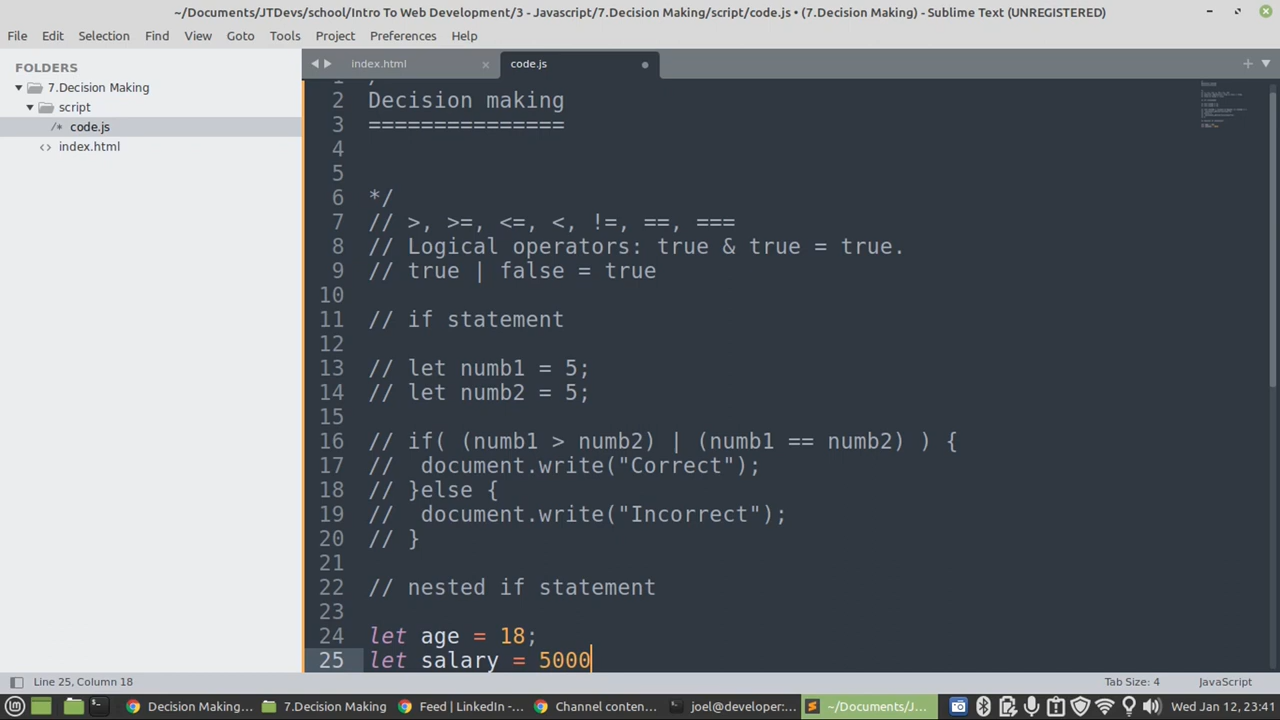 ~/Documents/JTDevs/school/Intro To Web Development/3 - Javascript/7.Decision Making/script/code.js • (7.Decision Making) - Sublime Text (UNREGISTERED)
File Edit Selection Find View Goto Tools Project Preferences Help
FOLDERS
7.Decision Making
script
/* code.js
<> index.html
index.html ×
code.js
2 Decision making
3 ===============
4
5
6 */
7 // >, >=, <=, <, !=, ==, ===
8 // Logical operators: true & true = true.
9 // true | false = true
10
11 // if statement
12
13 // let numb1 = 5;
14 // let numb2 = 5;
15
16 // if( (numb1 > numb2) | (numb1 == numb2) ) {
17 //  document.write("Correct");
18 // }else {
19 //  document.write("Incorrect");
20 // }
21
22 // nested if statement
23
24 let age = 18;
25 let salary = 5000
Line 25, Column 18 Tab Size: 4 JavaScript
Decision Making... 7.Decision Making Feed | LinkedIn -... Channel conten... joel@developer:... ~/Documents/J... Wed Jan 12, 23:41